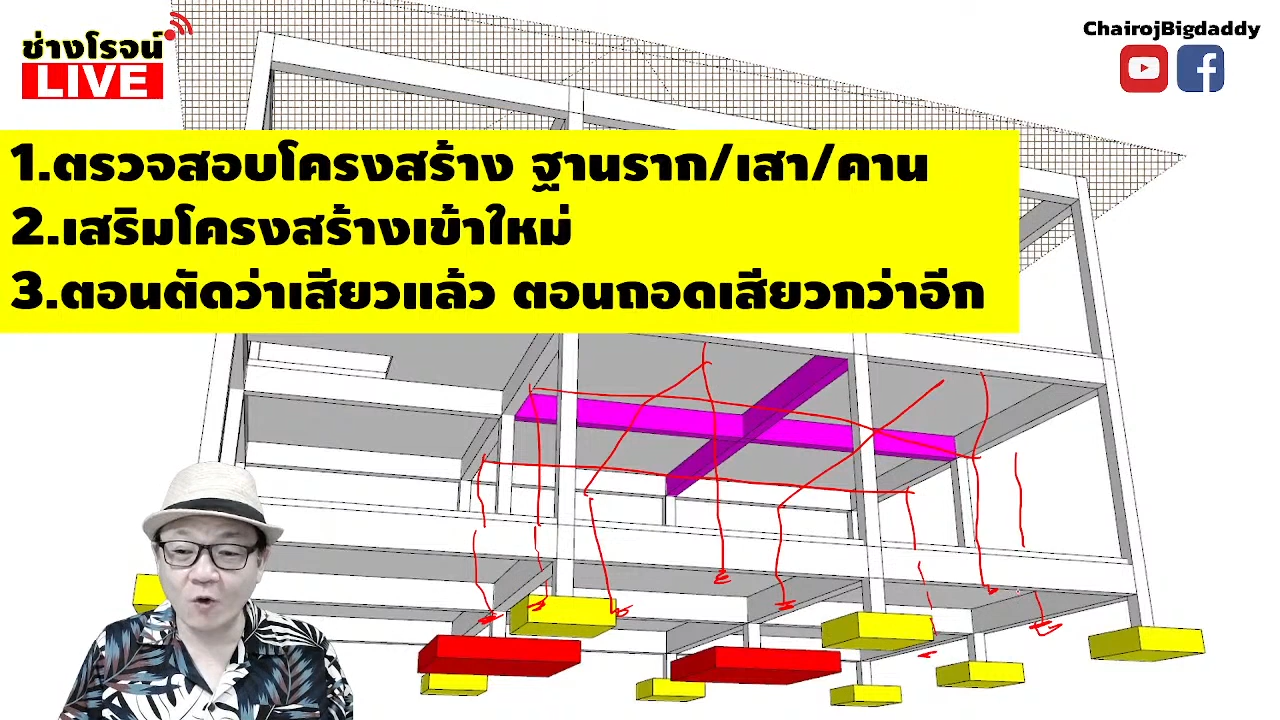 ช่างโรจน์
LIVE
ChairojBigdaddy
1.ตรวจสอบโครงสร้าง ฐานราก/เสา/คาน
2.เสริมโครงสร้างเข้าใหม่
3.ตอนตัดว่าเสียวแล้ว ตอนถอดเสียวกว่าอีก